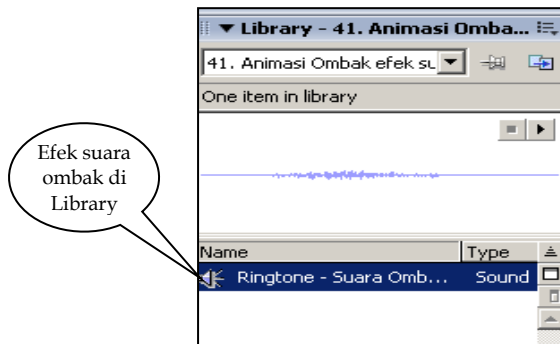 Library - 41. Animasi Omba...
41. Animasi Ombak efek su
One item in library
Efek suara
ombak di
Library
Name Type
Ringtone - Suara Omb... Sound